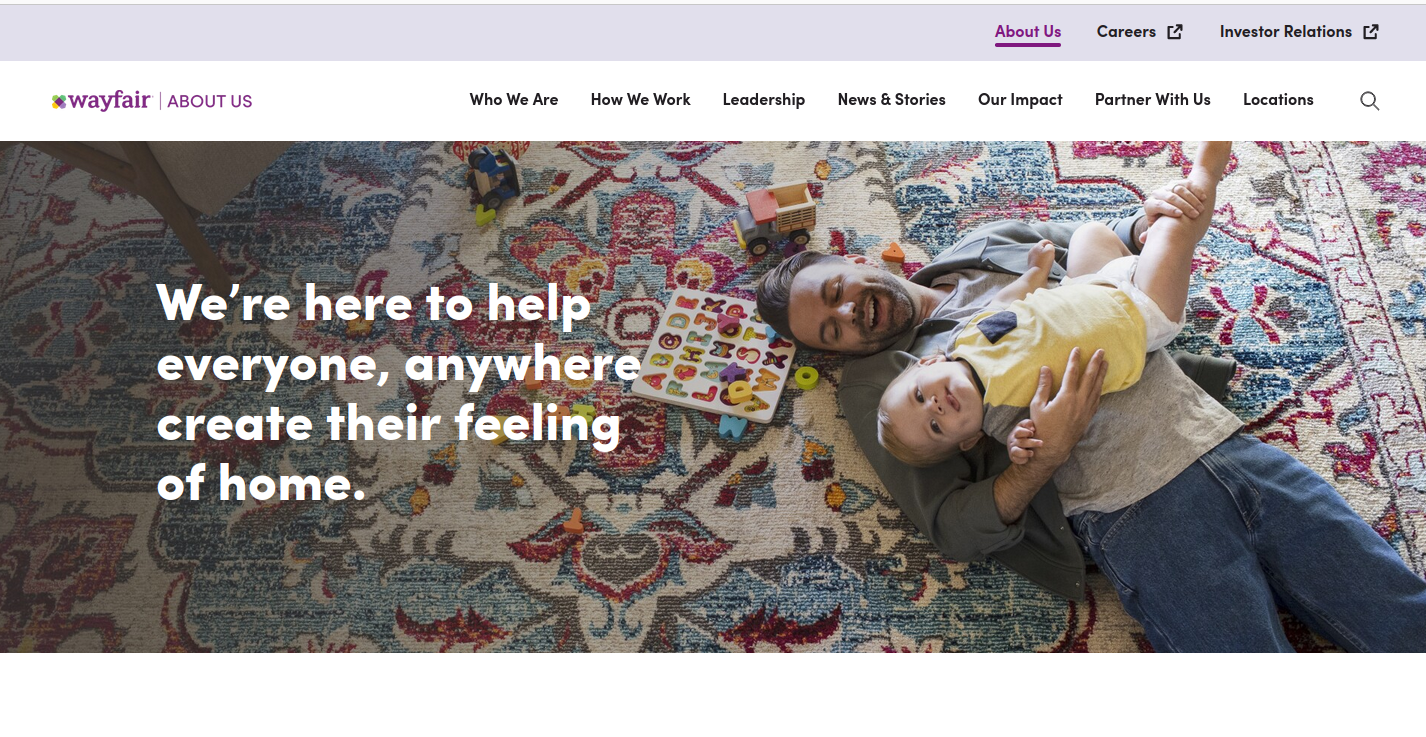 About Us Careers Investor Relations
wayfair | ABOUT US
Who We Are How We Work Leadership News & Stories Our Impact Partner With Us Locations
We’re here to help
everyone, anywhere
create their feeling
of home.